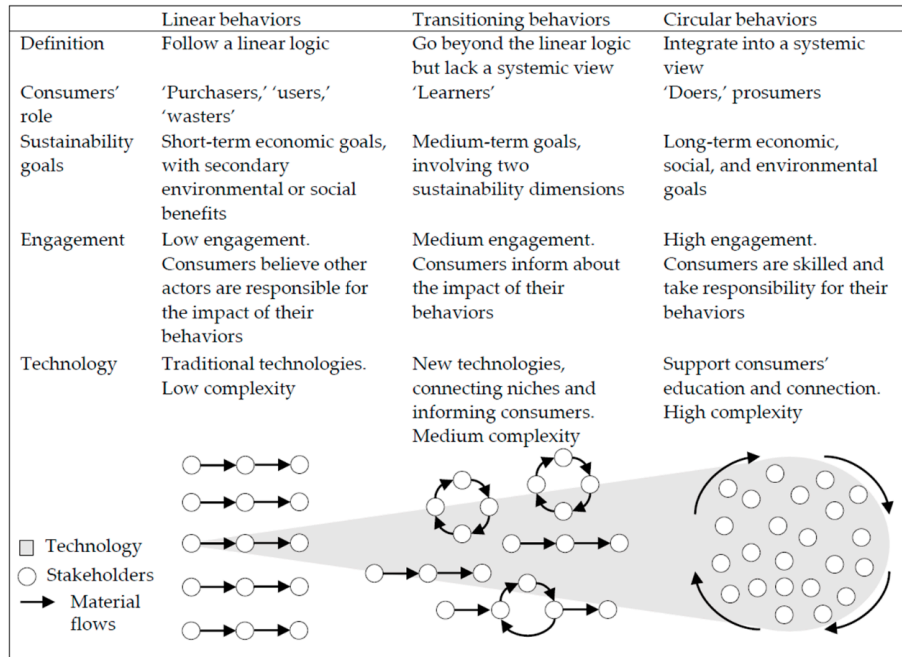 Linear behaviors Transitioning behaviors Circular behaviors
Definition Follow a linear logic Go beyond the linear logic Integrate into a systemic
but lack a systemic view view
Consumers' 'Purchasers,' 'users,' 'Learners' 'Doers,' prosumers
role 'wasters'
Sustainability Short-term economic goals, Medium-term goals, Long-term economic,
goals with secondary involving two social, and environmental
environmental or social sustainability dimensions goals
benefits
Engagement Low engagement. Medium engagement. High engagement.
Consumers believe other Consumers inform about Consumers are skilled and
actors are responsible for the impact of their take responsibility for their
the impact of their behaviors behaviors
behaviors
Technology Traditional technologies. New technologies, Support consumers'
Low complexity connecting niches and education and connection.
informing consumers. High complexity
Medium complexity
Technology
Stakeholders
Material
flows